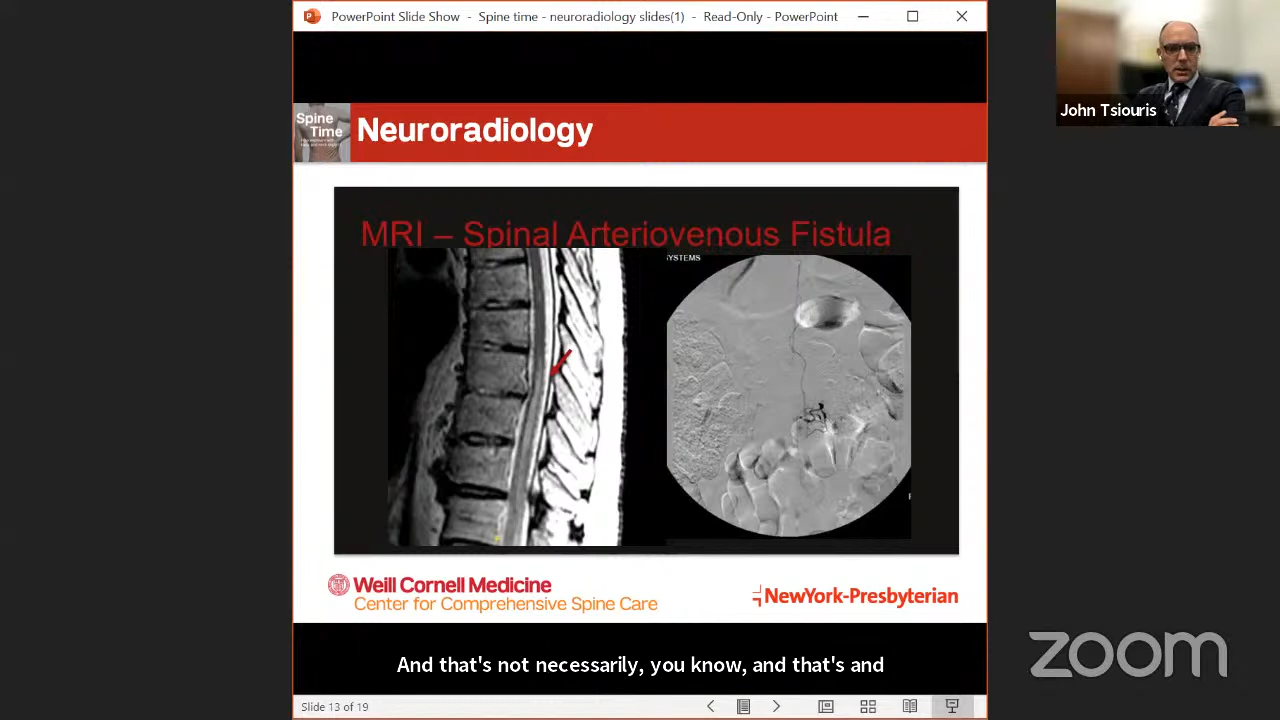 PowerPoint Slide Show - Spine time - neuroradiology slides(1) - Read-Only - PowerPoint
John Tsiouris
Spine
Time
Neuroradiology
MRI – Spinal Arteriovenous Fistula
YSTEMS
Weill Cornell Medicine
Center for Comprehensive Spine Care
NewYork-Presbyterian
And that's not necessarily, you know, and that's and
zoom
Slide 13 of 19